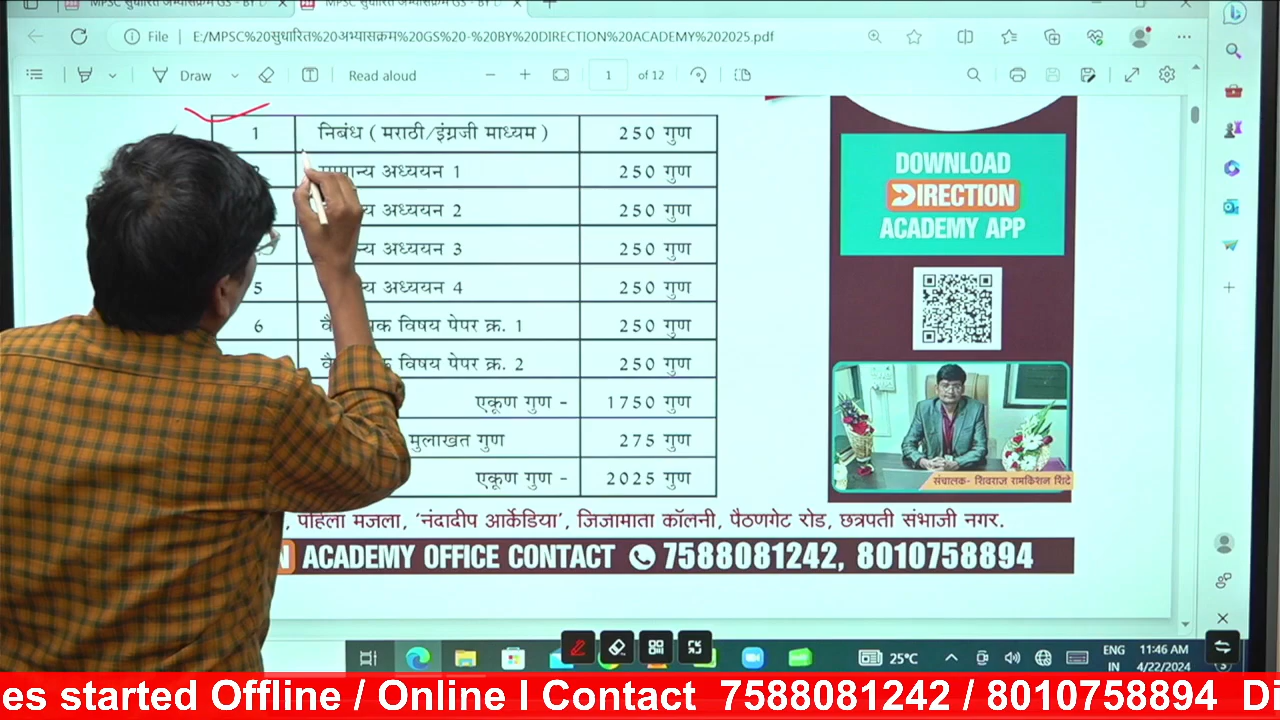 MPSC सुधारित अभ्यासक्रम GS - BY D
MPSC सुधारित अभ्यासक्रम GS - BY D
File E:/MPSC%20सुधारित%20अभ्यासक्रम%20GS%20-%20BY%20DIRECTION%20ACADEMY%202025.pdf
Draw Read aloud 1 of 12
1 निबंध ( मराठी/इंग्रजी माध्यम ) 250 गुण
सामान्य अध्ययन 1 250 गुण
अध्ययन 2 250 गुण
अध्ययन 3 250 गुण
5 अध्ययन 4 250 गुण
6 विषय पेपर क्र. 1 250 गुण
विषय पेपर क्र. 2 250 गुण
एकूण गुण - 1750 गुण
मुलाखत गुण 275 गुण
एकूण गुण - 2025 गुण
DOWNLOAD
DIRECTION
ACADEMY APP
संचालक- शिवराज रामकिशन शिंदे
पहिला मजला, 'नंदादीप आर्केडिया', जिजामाता कॉलनी, पैठणगेट रोड, छत्रपती संभाजी नगर.
N ACADEMY OFFICE CONTACT 7588081242, 8010758894
25°C ENG IN 11:46 AM 4/22/2024
es started Offline / Online l Contact 7588081242 / 8010758894 Di